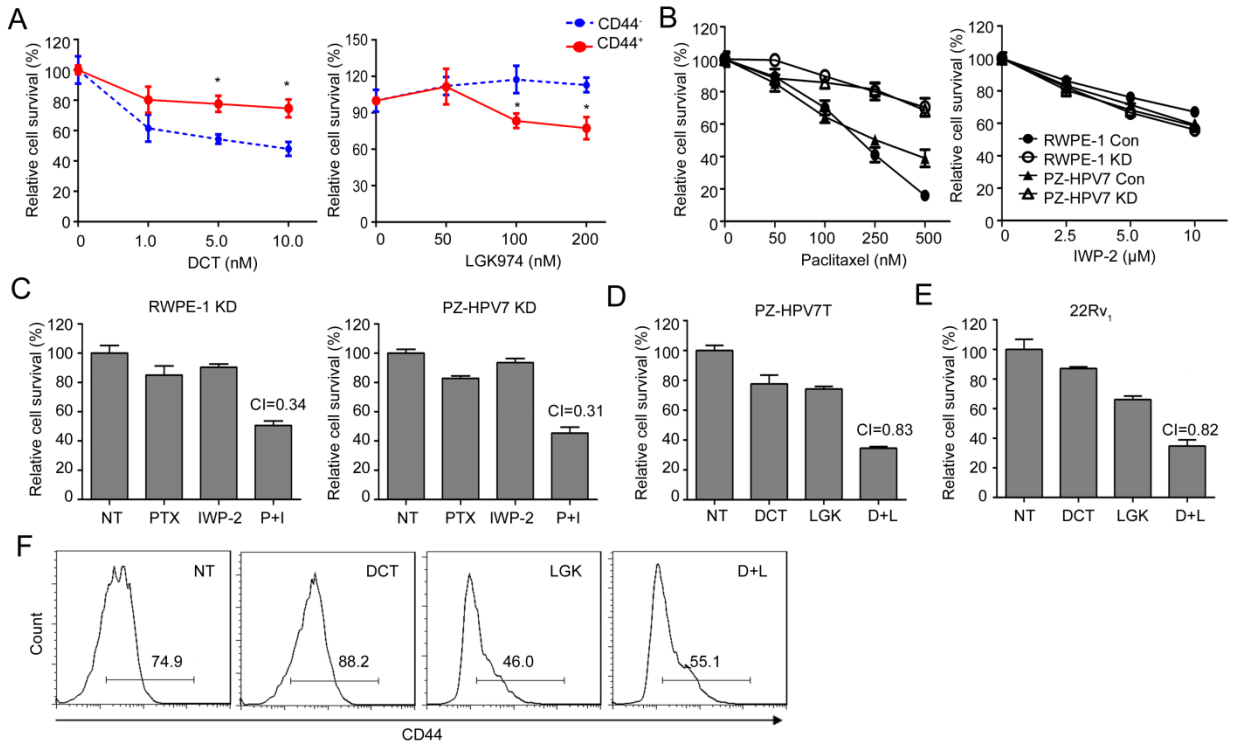 A
Relative cell survival (%)
120
100
80
60
40
20
0
*
*
0
1.0
5.0
10.0
DCT (nM)
Relative cell survival (%)
150
120
90
60
30
0
*
*
0
50
100
200
LGK974 (nM)
CD44-
CD44+
B
Relative cell survival (%)
120
100
80
60
40
20
0
0
50
100
250
500
Paclitaxel (nM)
Relative cell survival (%)
120
100
80
60
40
20
0
RWPE-1 Con
RWPE-1 KD
PZ-HPV7 Con
PZ-HPV7 KD
0
2.5
5.0
10
IWP-2 (µM)
C
RWPE-1 KD
Relative cell survival (%)
120
100
80
60
40
20
0
CI=0.34
NT PTX IWP-2 P+I
PZ-HPV7 KD
Relative cell survival (%)
120
100
80
60
40
20
0
CI=0.31
NT PTX IWP-2 P+I
D
PZ-HPV7T
Relative cell survival (%)
120
100
80
60
40
20
0
CI=0.83
NT DCT LGK D+L
E
22Rv1
Relative cell survival (%)
120
100
80
60
40
20
0
CI=0.82
NT DCT LGK D+L
F
Count
NT
74.9
DCT
88.2
LGK
46.0
D+L
55.1
CD44